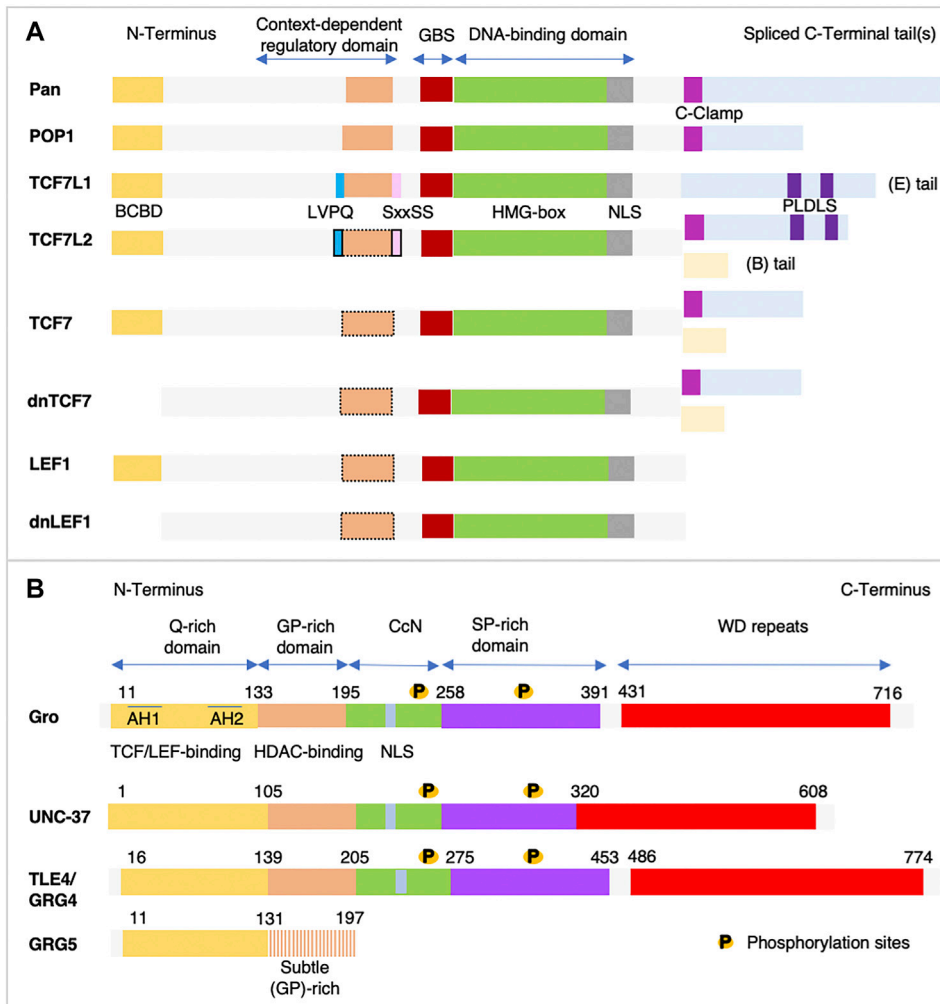 A
N-Terminus
Context-dependent
regulatory domain
GBS
DNA-binding domain
Spliced C-Terminal tail(s)
Pan
C-Clamp
POP1
TCF7L1
(E) tail
BCBD
LVPQ
SxxSS
HMG-box
NLS
PLDLS
TCF7L2
(B) tail
TCF7
dnTCF7
LEF1
dnLEF1
B
N-Terminus
C-Terminus
Q-rich
domain
GP-rich
domain
CcN
SP-rich
domain
WD repeats
11
133
195
P
258
P
391
431
716
Gro
AH1
AH2
TCF/LEF-binding
HDAC-binding
NLS
1
105
P
P
320
608
UNC-37
16
139
205
P
275
P
453
486
774
TLE4/
GRG4
11
131
197
GRG5
P Phosphorylation sites
Subtle
(GP)-rich